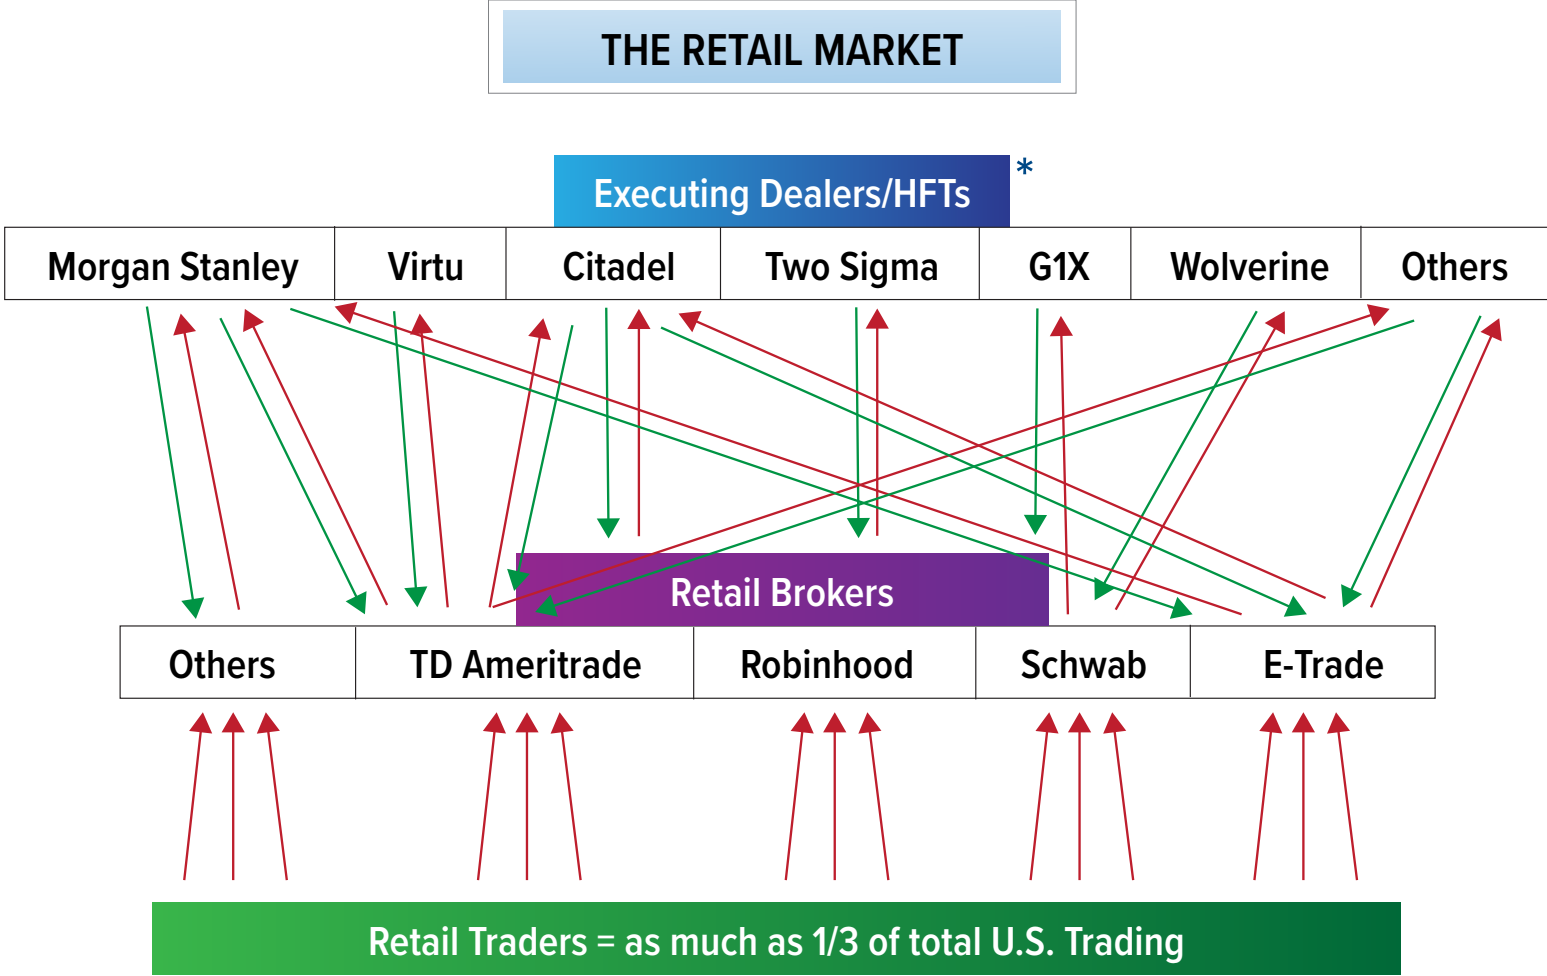 THE RETAIL MARKET
Executing Dealers/HFTs *
Morgan Stanley Virtu Citadel Two Sigma G1X Wolverine Others
Retail Brokers
Others TD Ameritrade Robinhood Schwab E-Trade
Retail Traders = as much as 1/3 of total U.S. Trading